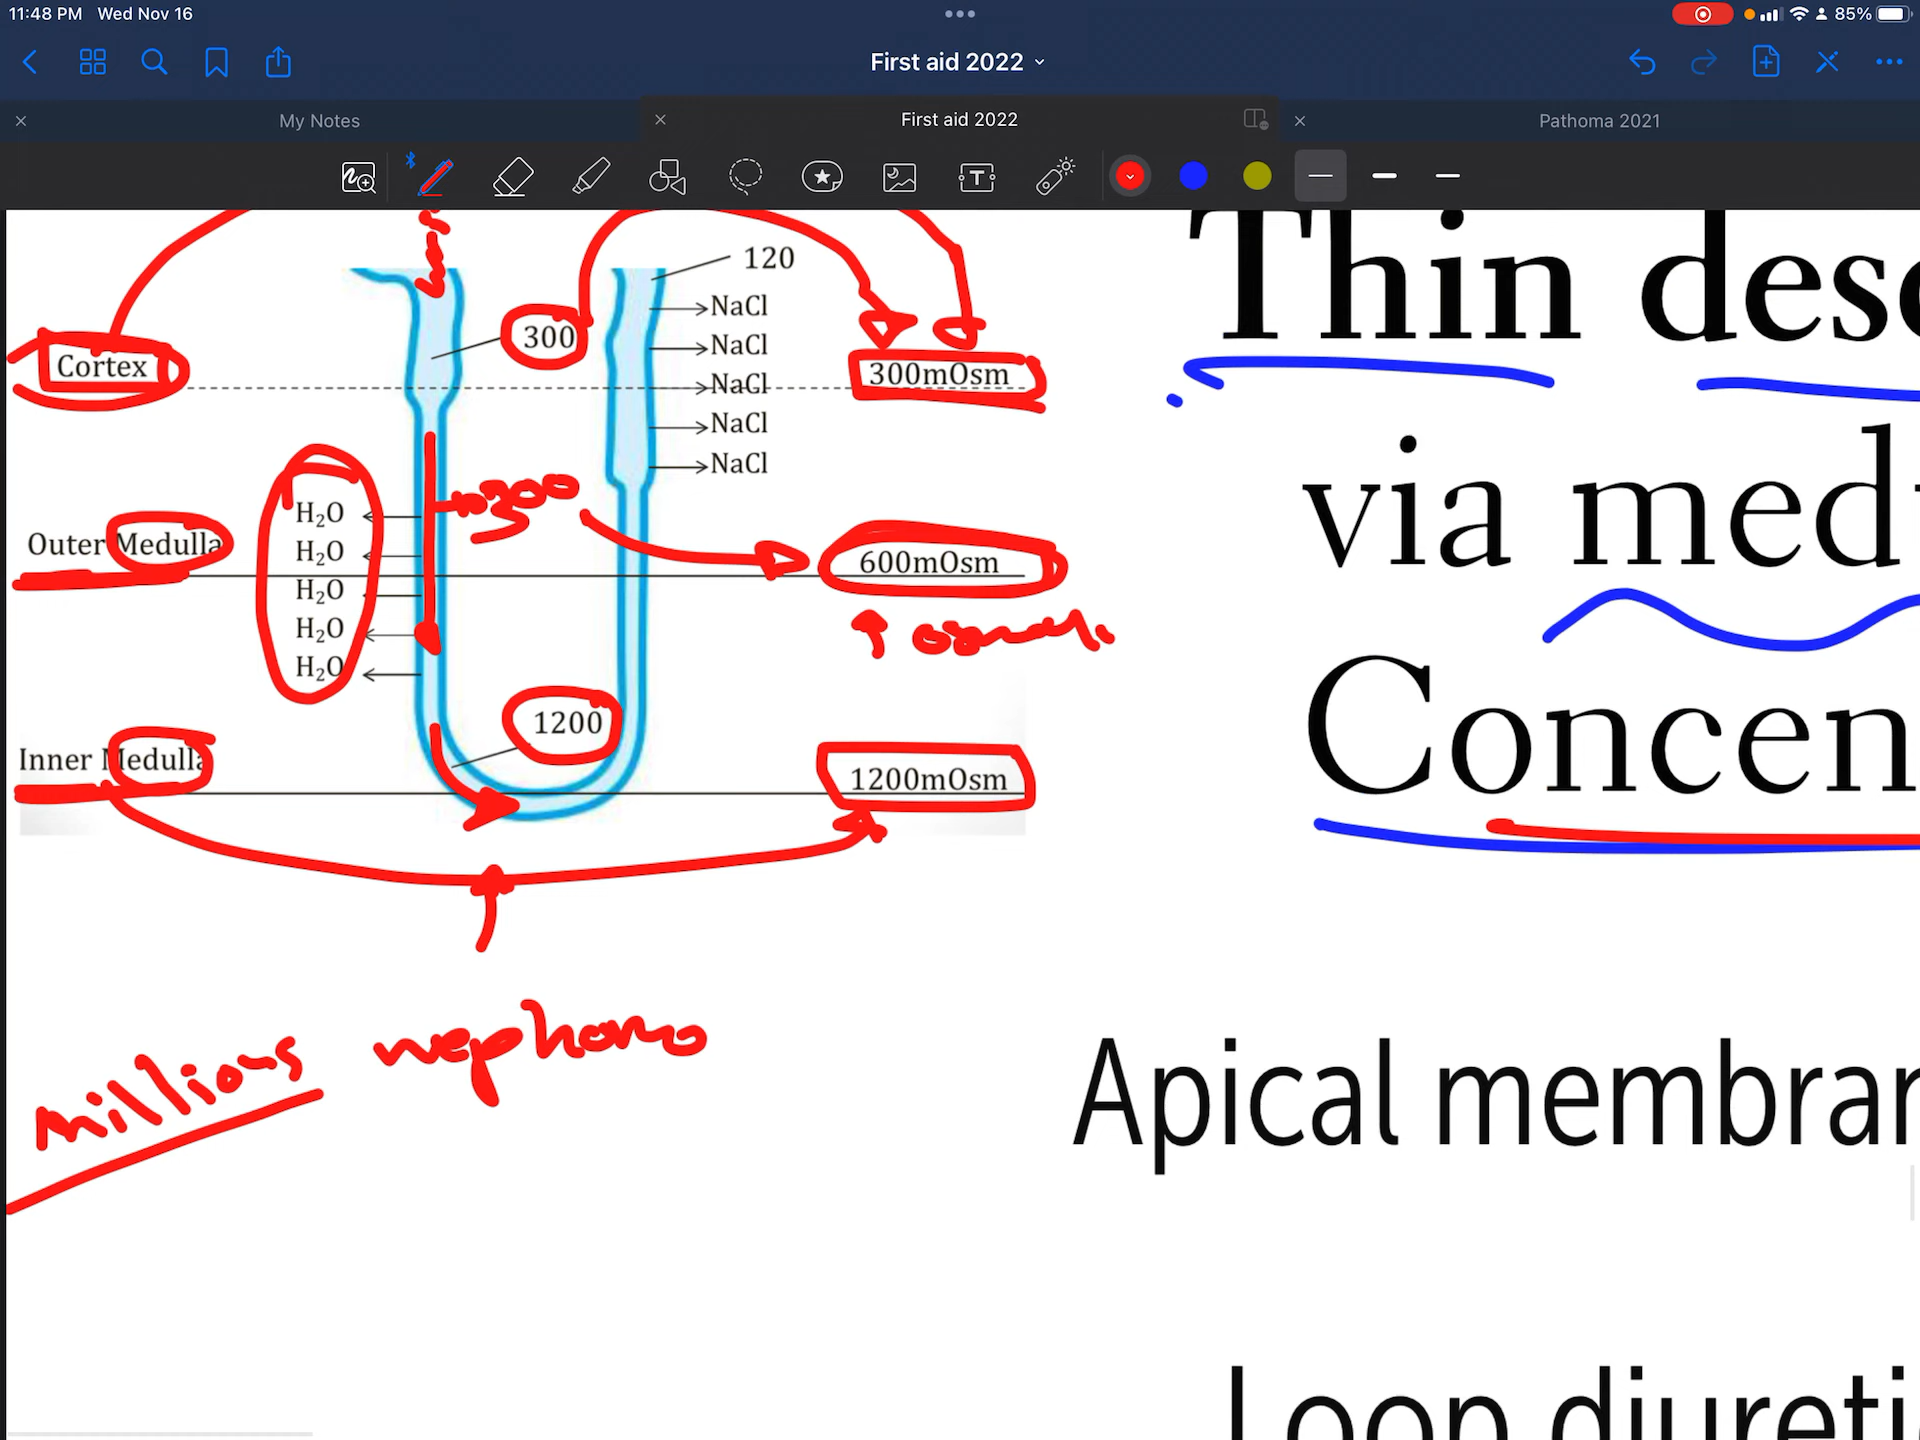 11:48 PM Wed Nov 16
85%
First aid 2022
My Notes
First aid 2022
Pathoma 2021
120
NaCl
300
NaCl
Cortex
NaCl
300mOsm
NaCl
NaCl
300
H₂O
Outer Medulla
H₂O
600mOsm
H₂O
H₂O
H₂O
1200
Inner Medulla
1200mOsm
millions
Thin desc
via med
Concen
Apical membrar
Loop diureti